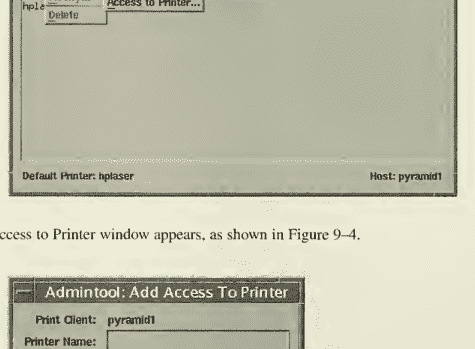 Access to Printer...
hpl
Delete
Default Printer: hplaser Host: pyramid1
ccess to Printer window appears, as shown in Figure 9–4.
Admintool: Add Access To Printer
Print Client: pyramid1
Printer Name: